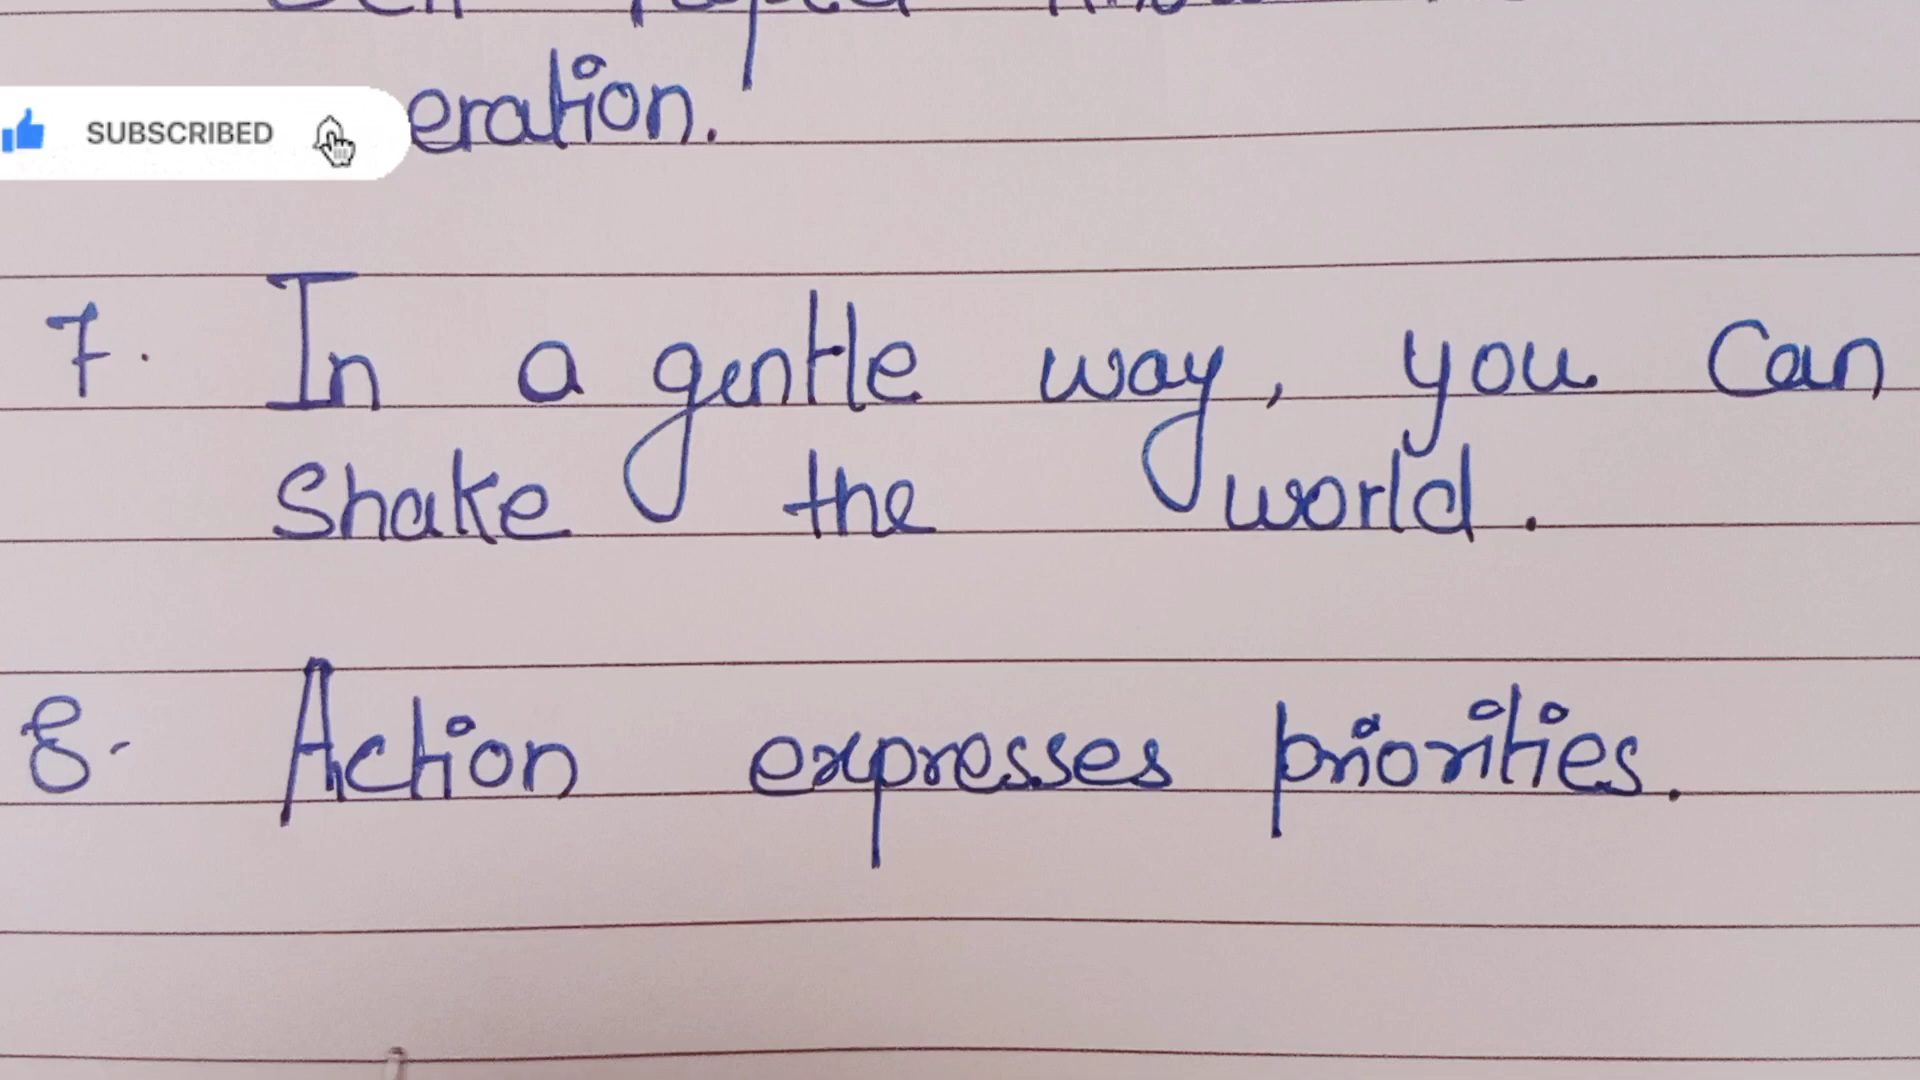 eration.
SUBSCRIBED
7. In a gentle way, you can
shake the world.
8. Action expresses priorities.